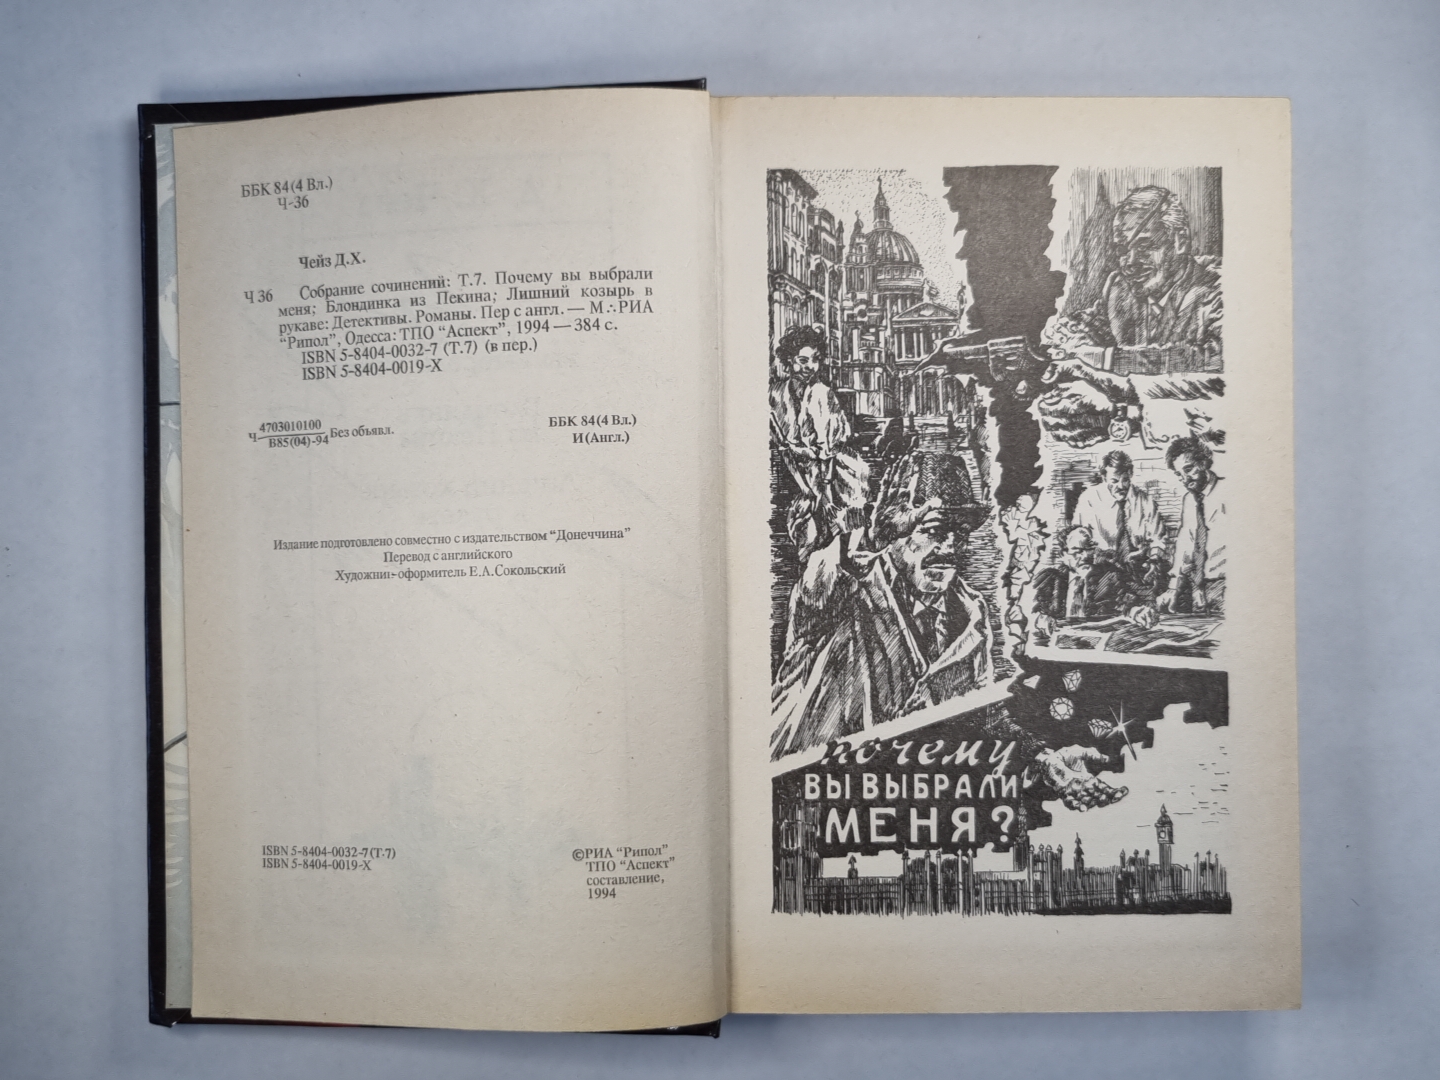 ББК 84(4 Вл.)
Ч-36
Чейз Д.Х.
Ч 36 Собрание сочинений: Т.7. Почему вы выбрали
меня; Блондинка из Пекина; Лишний козырь в
рукаве: Детективы. Романы. Пер с англ. — М.: РИА
“Рипол”, Одесса: ТПО “Аспект”, 1994 — 384 с.
ISBN 5-8404-0032-7 (Т.7) (в пер.)
ISBN 5-8404-0019-X
4703010100
Ч
В85(04)-94
Без объявл.
ББК 84(4 Вл.)
И(Англ.)
Издание подготовлено совместно с издательством “Донеччина”
Перевод с английского
Художник-оформитель Е.А.Сокольский
ISBN 5-8404-0032-7(Т.7)
ISBN 5-8404-0019-X
©РИА “Рипол”
ТПО “Аспект”
составление,
1994
почему
ВЫ ВЫБРАЛИ
МЕНЯ?